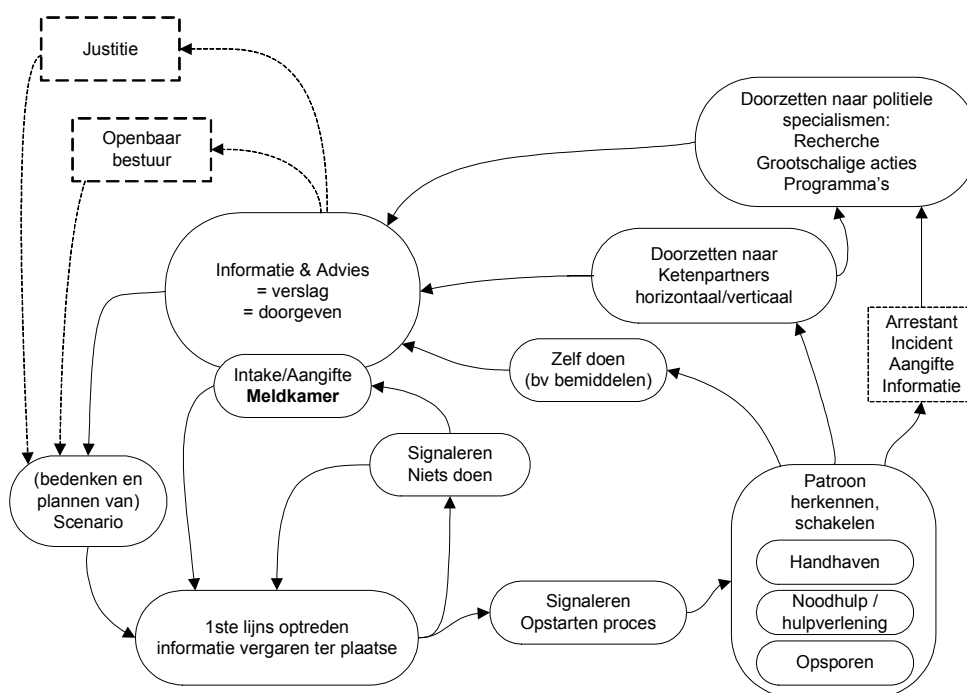 Justitie
Openbaar
bestuur
Doorzetten naar politiele
specialismen:
Recherche
Grootschalige acties
Programma's
Informatie & Advies
= verslag
= doorgeven
Doorzetten naar
Ketenpartners
horizontaal/verticaal
Arrestant
Incident
Aangifte
Informatie
Zelf doen
(bv bemiddelen)
Intake/Aangifte
Meldkamer
Signaleren
Niets doen
(bedenken en
plannen van)
Scenario
Patroon
herkennen,
schakelen
Handhaven
Noodhulp /
hulpverlening
Opsporen
Signaleren
Opstarten proces
1ste lijns optreden
informatie vergaren ter plaatse